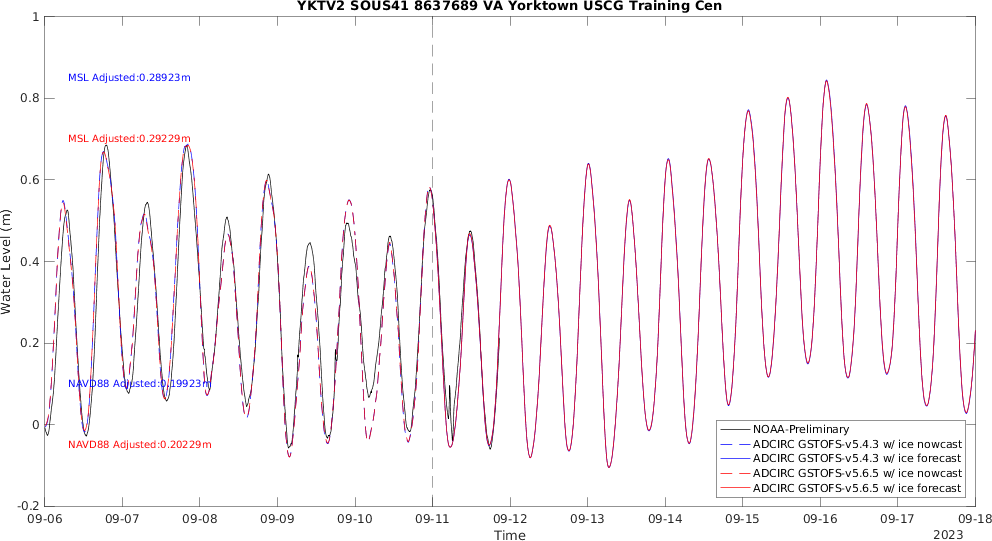 YKTV2 SOUS41 8637689 VA Yorktown USCG Training Cen
1
0.8
0.6
0.4
0.2
0
-0.2
Water Level (m)
MSL Adjusted:0.28923m
MSL Adjusted:0.29229m
NAVD88 Adjusted:0.19923m
NAVD88 Adjusted:0.20229m
NOAA-Preliminary
ADCIRC GSTOFS-v5.4.3 w/ ice nowcast
ADCIRC GSTOFS-v5.4.3 w/ ice forecast
ADCIRC GSTOFS-v5.6.5 w/ ice nowcast
ADCIRC GSTOFS-v5.6.5 w/ ice forecast
09-06 09-07 09-08 09-09 09-10 09-11 09-12 09-13 09-14 09-15 09-16 09-17 09-18
Time
2023